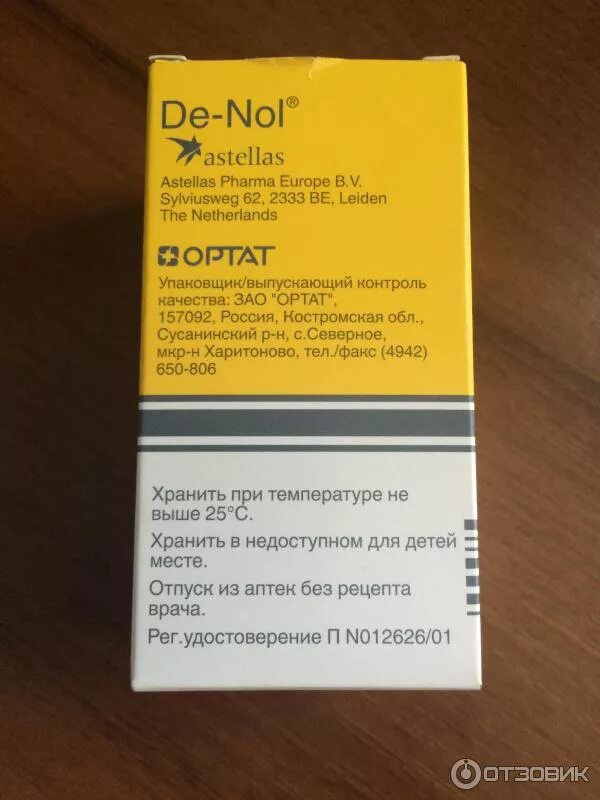 De-Nol®
astellas
Astellas Pharma Europe B.V.
Sylviusweg 62, 2333 BE, Leiden
The Netherlands
ОРТАТ
Упаковщик/выпускающий контроль
качества: ЗАО "ОРТАТ",
157092, Россия, Костромская обл.,
Сусанинский р-н, с.Северное,
мкр-н Харитоново, тел./факс (4942)
650-806
Хранить при температуре не
выше 25°С.
Хранить в недоступном для детей
месте.
Отпуск из аптек без рецепта
врача.
Рег.удостоверение П N012626/01
ОТЗОВИК